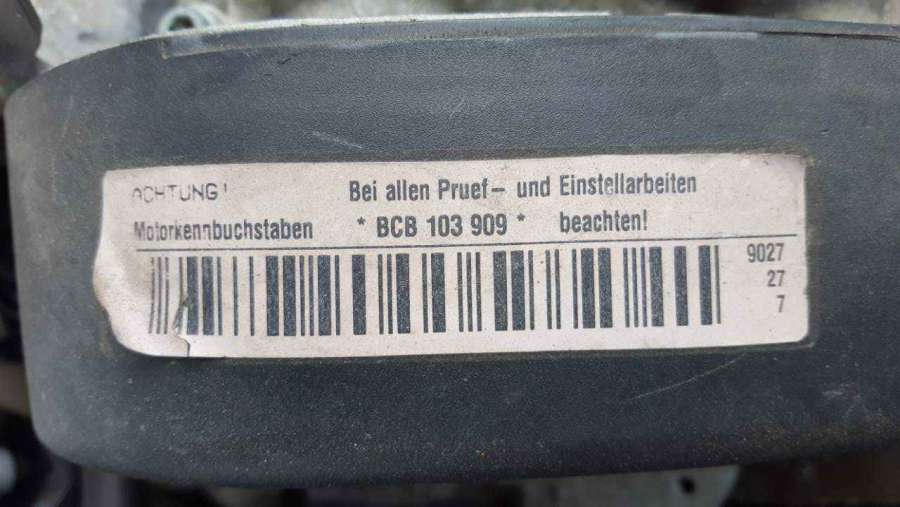 ACHTUNG! Bei allen Pruef- und Einstellarbeiten
Motorkennbuchstaben * BCB 103 909 * beachten!
9027
27
7